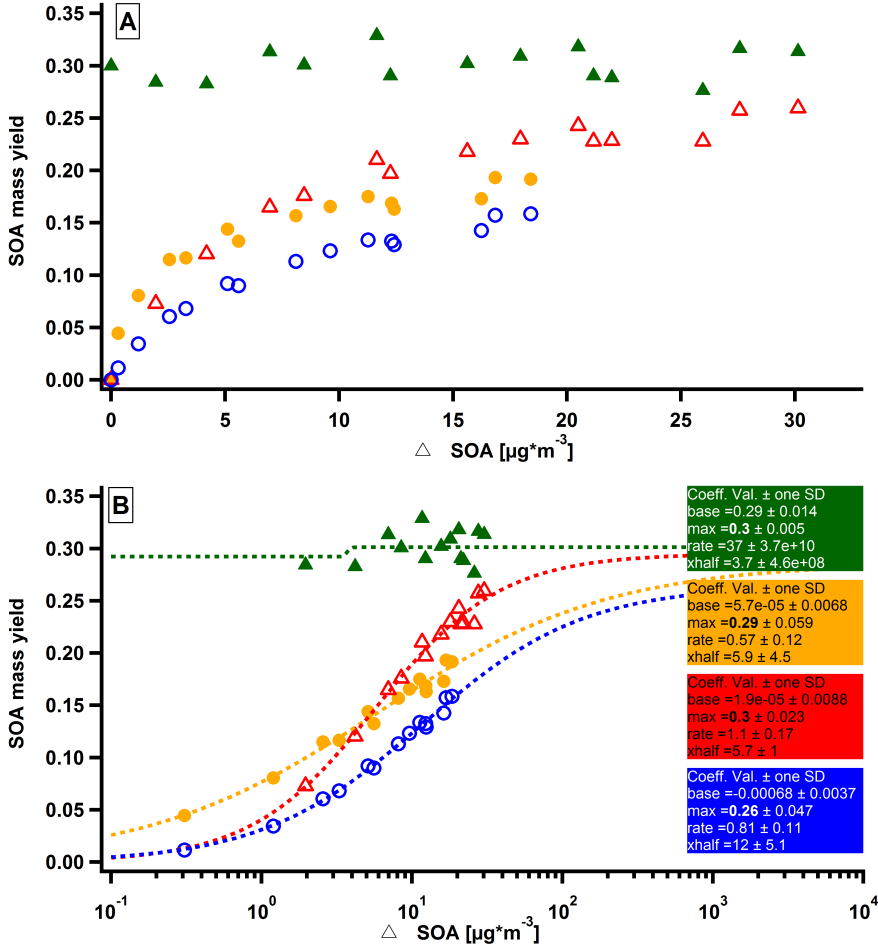 A
0.35
0.30
0.25
0.20
0.15
0.10
0.05
0.00
SOA mass yield
0 5 10 15 20 25 30
△ SOA [µg*m⁻³]
B
0.35
0.30
0.25
0.20
0.15
0.10
0.05
0.00
SOA mass yield
Coeff. Val. ± one SD
base =0.29 ± 0.014
max =0.3 ± 0.005
rate =37 ± 3.7e+10
xhalf =3.7 ± 4.6e+08
Coeff. Val. ± one SD
base =5.7e-05 ± 0.0068
max =0.29 ± 0.059
rate =0.57 ± 0.12
xhalf =5.9 ± 4.5
Coeff. Val. ± one SD
base =1.9e-05 ± 0.0088
max =0.3 ± 0.023
rate =1.1 ± 0.17
xhalf =5.7 ± 1
Coeff. Val. ± one SD
base =-0.00068 ± 0.0037
max =0.26 ± 0.047
rate =0.81 ± 0.11
xhalf =12 ± 5.1
10⁻¹ 10⁰ 10¹ 10² 10³ 10⁴
△ SOA [µg*m⁻³]